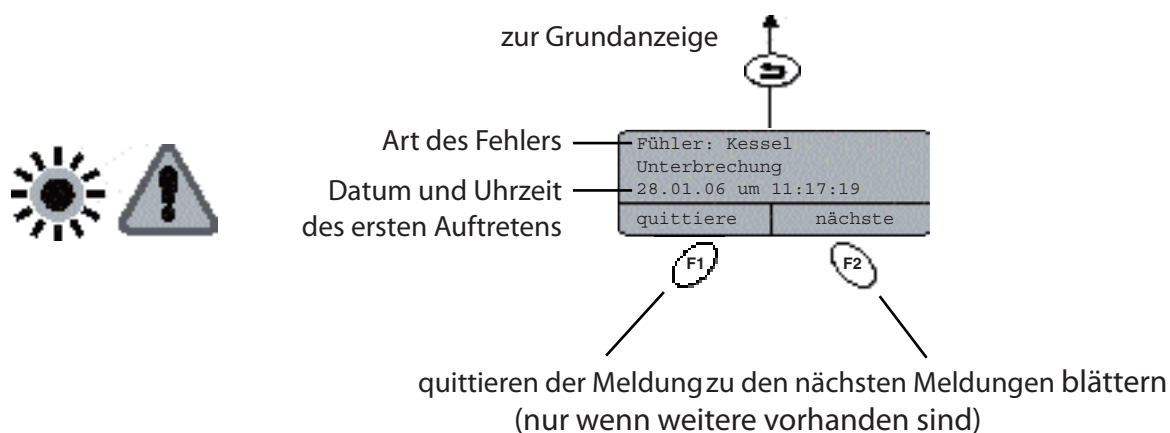 zur Grundanzeige
Art des Fehlers
Fühler: Kessel
Unterbrechung
Datum und Uhrzeit
des ersten Auftretens
28.01.06 um 11:17:19
quittiere nächste
F1 F2
quittieren der Meldung zu den nächsten Meldungen blättern
(nur wenn weitere vorhanden sind)